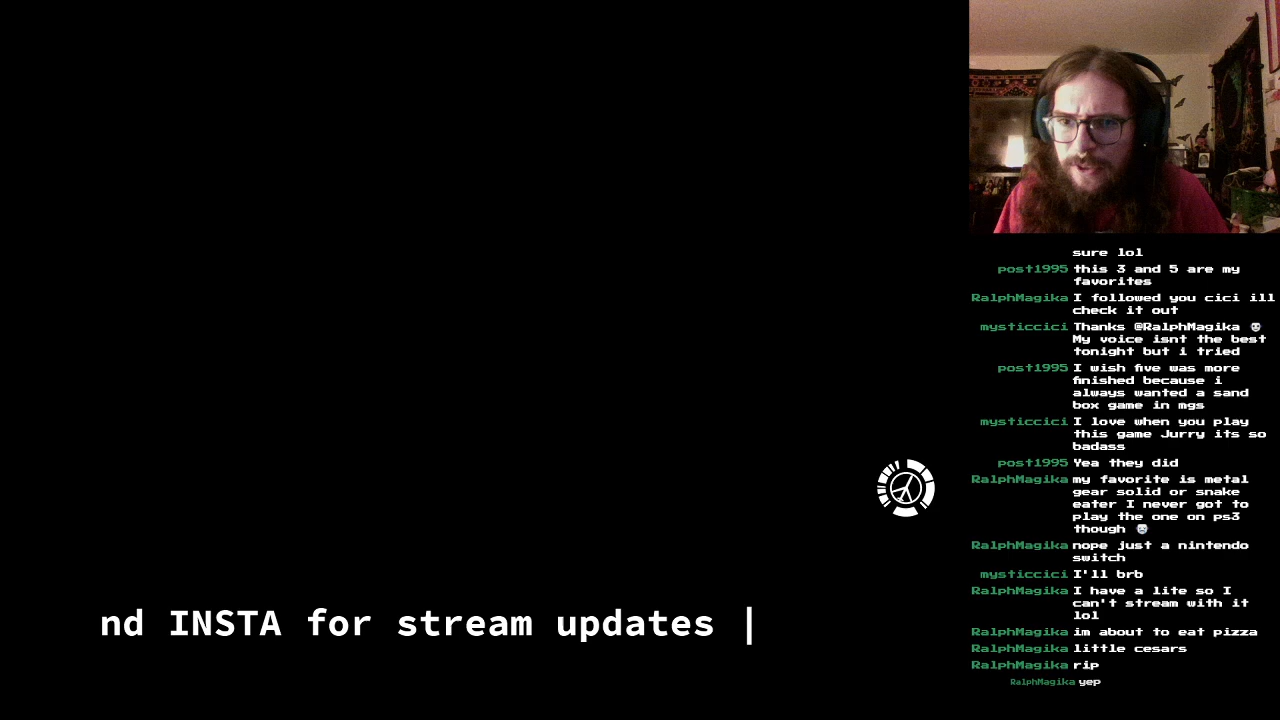 sure lol
post1995 this 3 and 5 are my
favorites
RalphMagika I followed you cici ill
check it out
mysticcici Thanks @RalphMagika
My voice isnt the best
tonight but i tried
post1995 I wish five was more
finished because i
always wanted a sand
box game in mgs
mysticcici I love when you play
this game Jurry its so
badass
post1995 Yea they did
RalphMagika my favorite is metal
gear solid or snake
eater I never got to
play the one on ps3
though
RalphMagika nope just a nintendo
switch
mysticcici I'll brb
RalphMagika I have a lite so I
can't stream with it
lol
RalphMagika im about to eat pizza
RalphMagika little cesars
RalphMagika rip
RalphMagika yep
nd INSTA for stream updates |